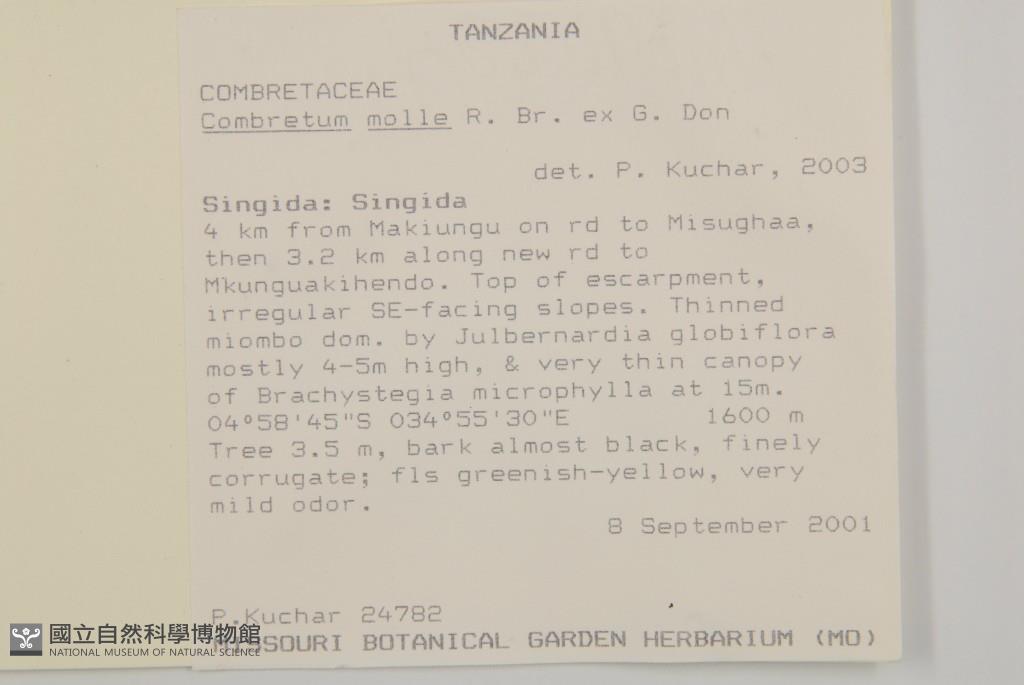 TANZANIA
COMBRETACEAE
Combretum molle R. Br. ex G. Don
det. P. Kuchar, 2003
Singida: Singida
4 km from Makiungu on rd to Misughaa,
then 3.2 km along new rd to
Mkunguakihendo. Top of escarpment,
irregular SE-facing slopes. Thinned
miombo dom. by Julbernardia globiflora
mostly 4-5m high, & very thin canopy
of Brachystegia microphylla at 15m.
04°58'45"S 034°55'30"E 1600 m
Tree 3.5 m, bark almost black, finely
corrugate; fls greenish-yellow, very
mild odor.
8 September 2001
P.Kuchar 24782
MISSOURI BOTANICAL GARDEN HERBARIUM (MO)
國立自然科學博物館
NATIONAL MUSEUM OF NATURAL SCIENCE